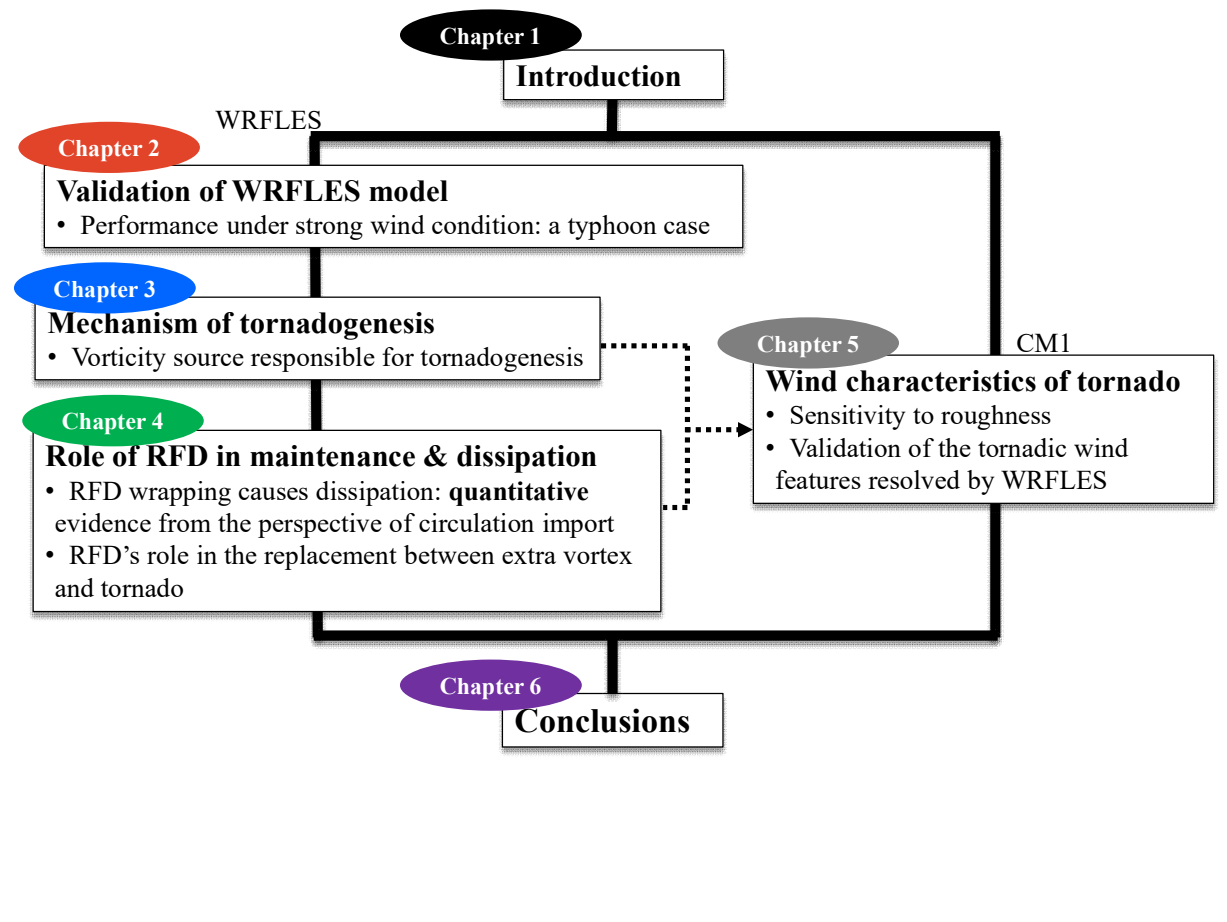 Chapter 1
Introduction
WRFLES
Chapter 2
Validation of WRFLES model
• Performance under strong wind condition: a typhoon case
Chapter 3
Mechanism of tornadogenesis
• Vorticity source responsible for tornadogenesis
Chapter 4
Role of RFD in maintenance & dissipation
• RFD wrapping causes dissipation: quantitative
evidence from the perspective of circulation import
• RFD’s role in the replacement between extra vortex
and tornado
CM1
Chapter 5
Wind characteristics of tornado
• Sensitivity to roughness
• Validation of the tornadic wind
features resolved by WRFLES
Chapter 6
Conclusions